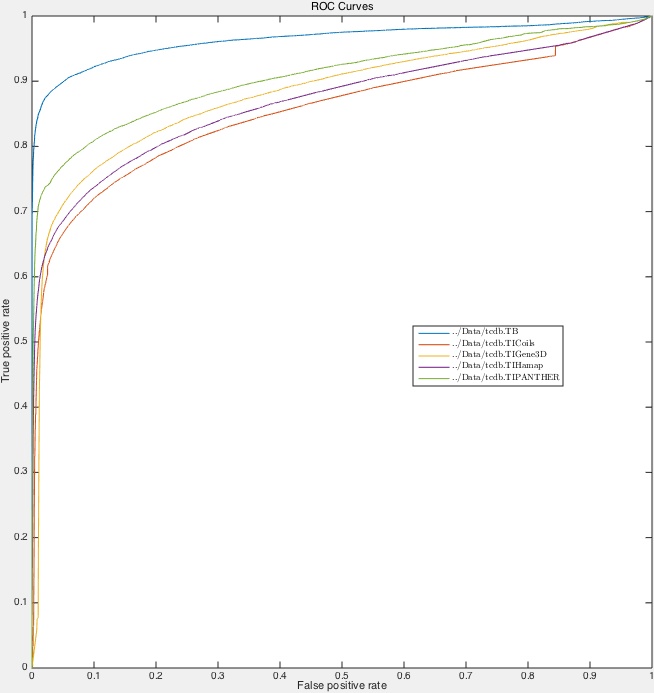 ROC Curves
1
0.9
0.8
0.7
0.6
0.5
0.4
0.3
0.2
0.1
0
True positive rate
../Data/tcdb.TB
../Data/tcdb.TICoils
../Data/tcdb.TIGene3D
../Data/tcdb.TIHamap
../Data/tcdb.TIPANTHER
0 0.1 0.2 0.3 0.4 0.5 0.6 0.7 0.8 0.9 1
False positive rate